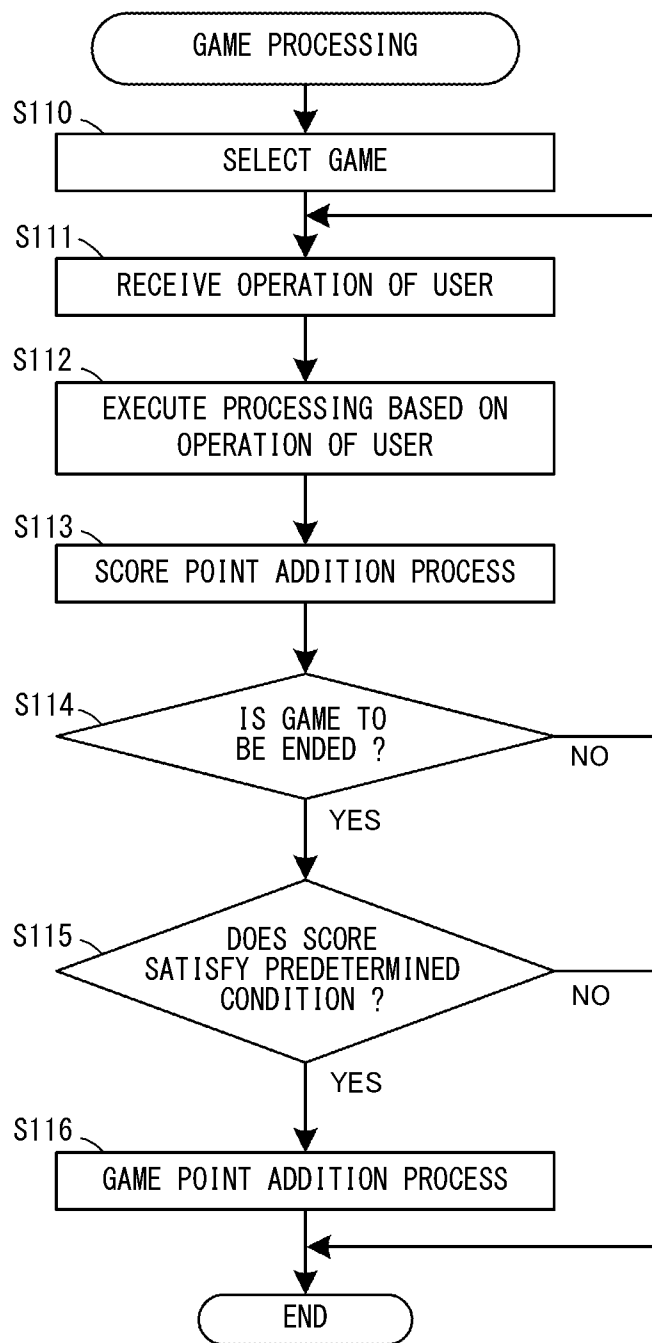 GAME PROCESSING
S110
SELECT GAME
S111
RECEIVE OPERATION OF USER
S112
EXECUTE PROCESSING BASED ON
OPERATION OF USER
S113
SCORE POINT ADDITION PROCESS
S114
IS GAME TO
BE ENDED ?
NO
YES
S115
DOES SCORE
SATISFY PREDETERMINED
CONDITION ?
NO
YES
S116
GAME POINT ADDITION PROCESS
END